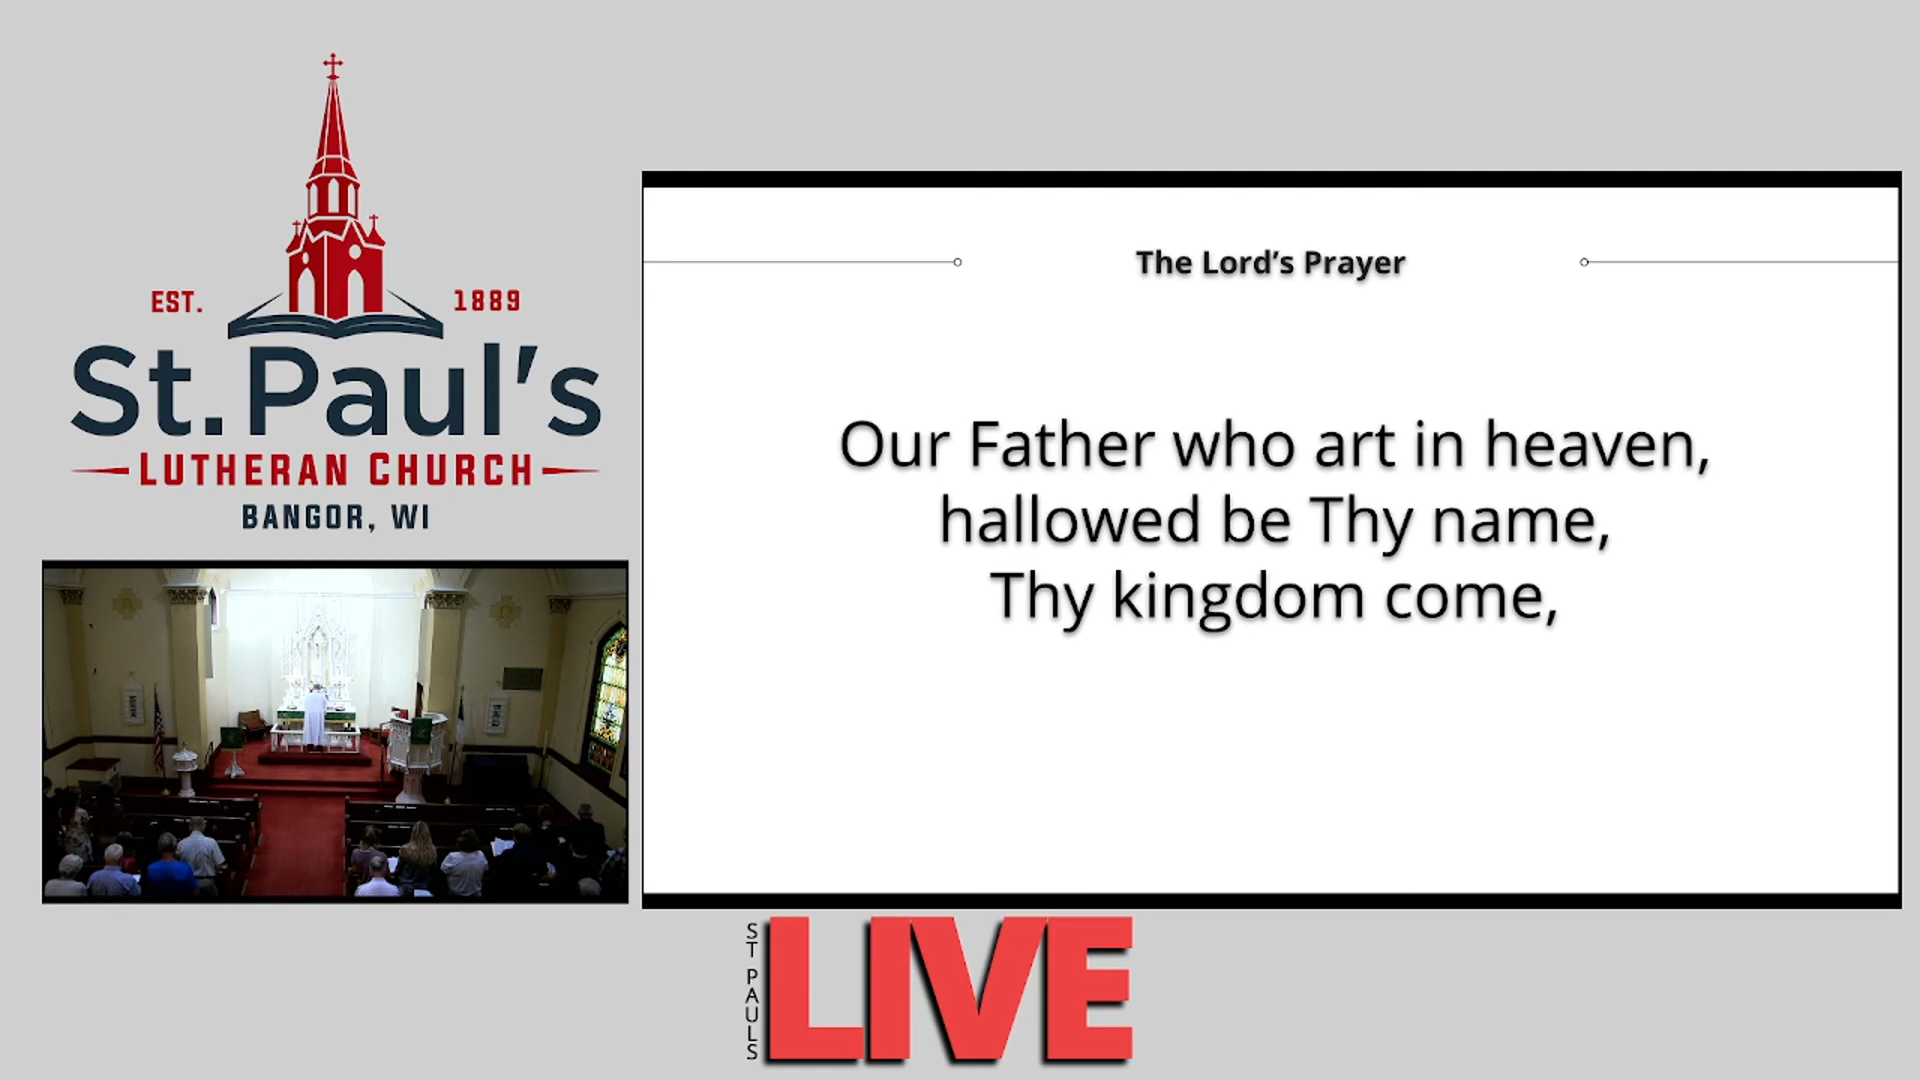 EST. 1889
St. Paul's
LUTHERAN CHURCH
BANGOR, WI
The Lord's Prayer
Our Father who art in heaven,
hallowed be Thy name,
Thy kingdom come,
ST PAULS
LIVE